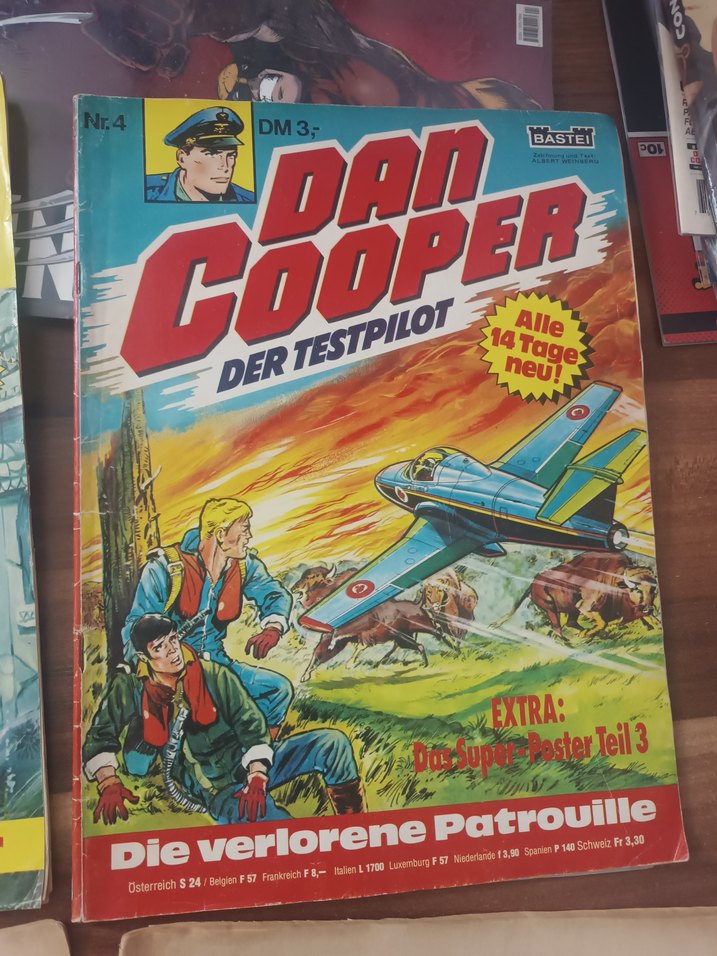 Nr. 4
DM 3,-
BASTEI
Zeichnung und Text:
ALBERT WEINBERG
DAN
COOPER
DER TESTPILOT
Alle
14 Tage
neu!
EXTRA:
Das Super-Poster Teil 3
Die verlorene Patrouille
Österreich S 24 / Belgien F 57 Frankreich F 8,— Italien L 1700 Luxemburg F 57 Niederlande f 3,90 Spanien P 140 Schweiz Fr 3,30
10c